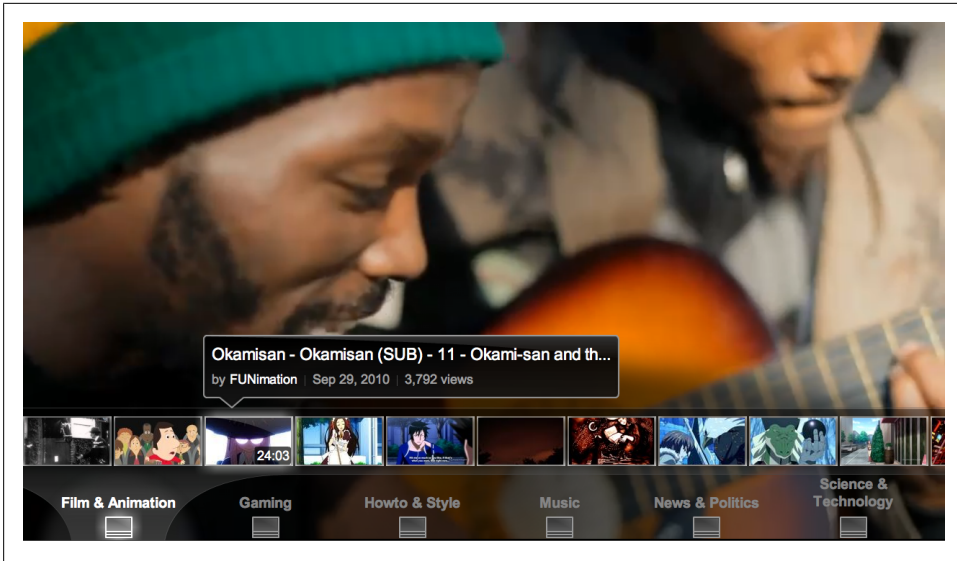 Okamisan - Okamisan (SUB) - 11 - Okami-san and th...
by FUNimation | Sep 29, 2010 | 3,792 views
24:03
Film & Animation
Gaming
Howto & Style
Music
News & Politics
Science &
Technology